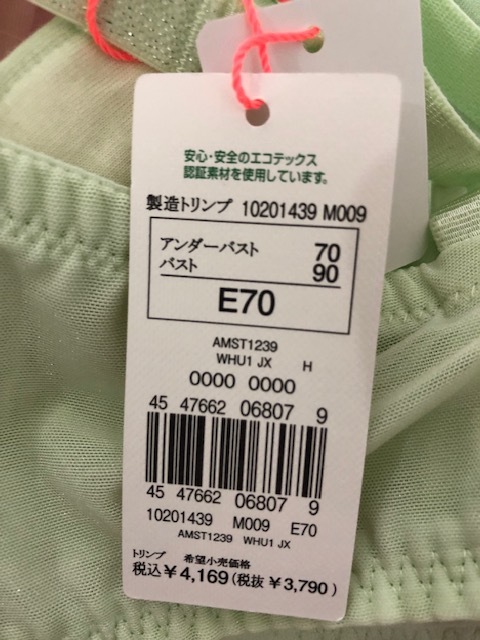 安心・安全のエコテックス
認証素材を使用しています。
製造トリンプ 10201439 M009
アンダーバスト 70
バスト 90
E70
AMST1239
WHU1 JX H
0000 0000
45 47662 06807 9
45 47662 06807 9
10201439 M009 E70
AMST1239 WHU1 JX
トリンプ 希望小売価格
税込¥4,169(税抜¥3,790)